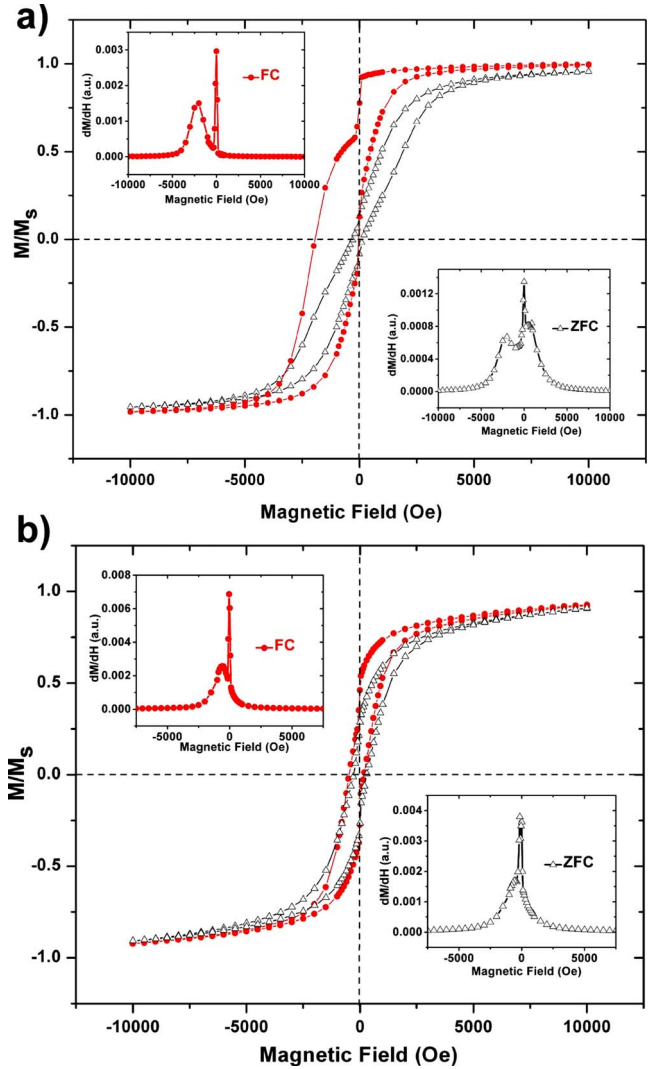 a)
M/Ms
1.0
0.5
0.0
-0.5
-1.0
-10000 -5000 0 5000 10000
Magnetic Field (Oe)
dM/dH (a.u.)
0.003
0.002
0.001
0.000
FC
-10000 -5000 0 5000 10000
Magnetic Field (Oe)
dM/dH (a.u.)
0.0012
0.0008
0.0004
0.0000
ZFC
-10000 -5000 0 5000 10000
Magnetic Field (Oe)
b)
M/Ms
1.0
0.5
0.0
-0.5
-1.0
-10000 -5000 0 5000 10000
Magnetic Field (Oe)
dM/dH (a.u.)
0.008
0.006
0.004
0.002
0.000
FC
-5000 0 5000
Magnetic Field (Oe)
dM/dH (a.u.)
0.004
0.003
0.002
0.001
0.000
ZFC
-5000 0 5000
Magnetic Field (Oe)